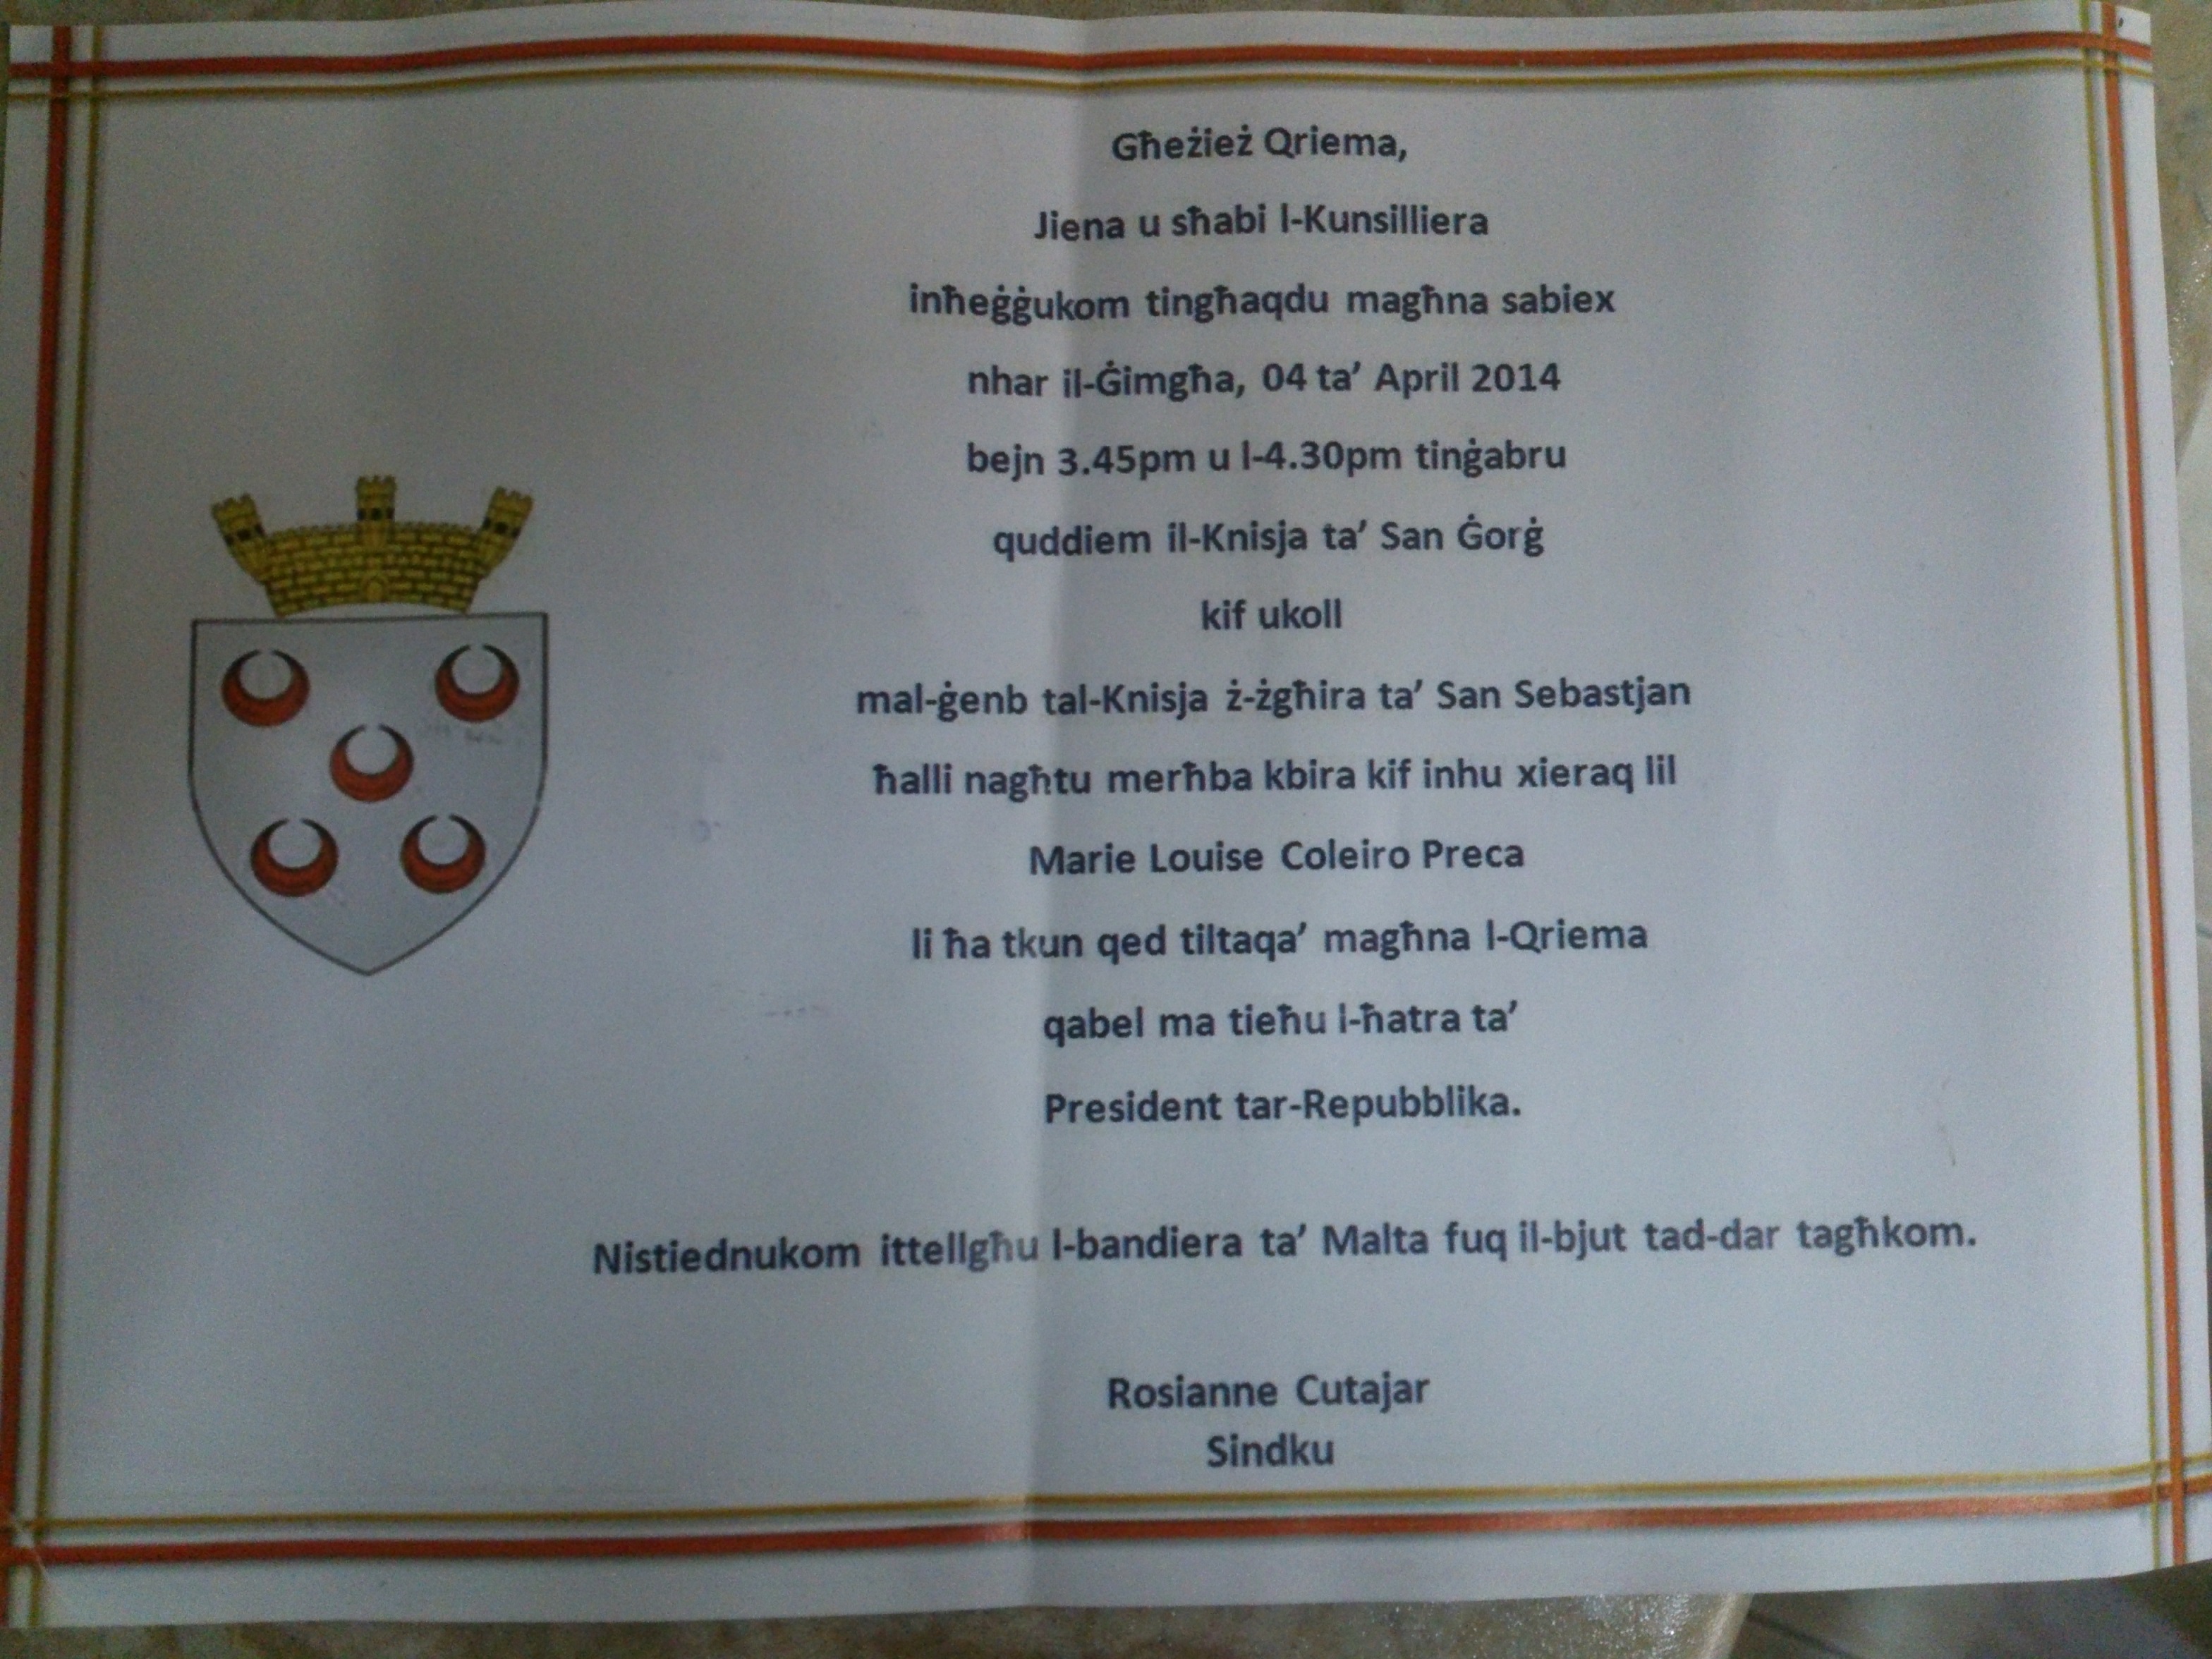 Għeżież Qriema,
Jiena u sħabi l-Kunsilliera
inħeġġukom tingħaqdu magħna sabiex
nhar il-Ġimgħa, 04 ta’ April 2014
bejn 3.45pm u l-4.30pm tinġabru
quddiem il-Knisja ta’ San Ġorġ
kif ukoll
mal-ġenb tal-Knisja ż-żgħira ta’ San Sebastjan
ħalli nagħtu merħba kbira kif inhu xieraq lil
Marie Louise Coleiro Preca
li ħa tkun qed tiltaqa’ magħna l-Qriema
qabel ma tieħu l-ħatra ta’
President tar-Repubblika.
Nistiednukom ittellgħu l-bandiera ta’ Malta fuq il-bjut tad-dar tagħkom.
Rosianne Cutajar
Sindku